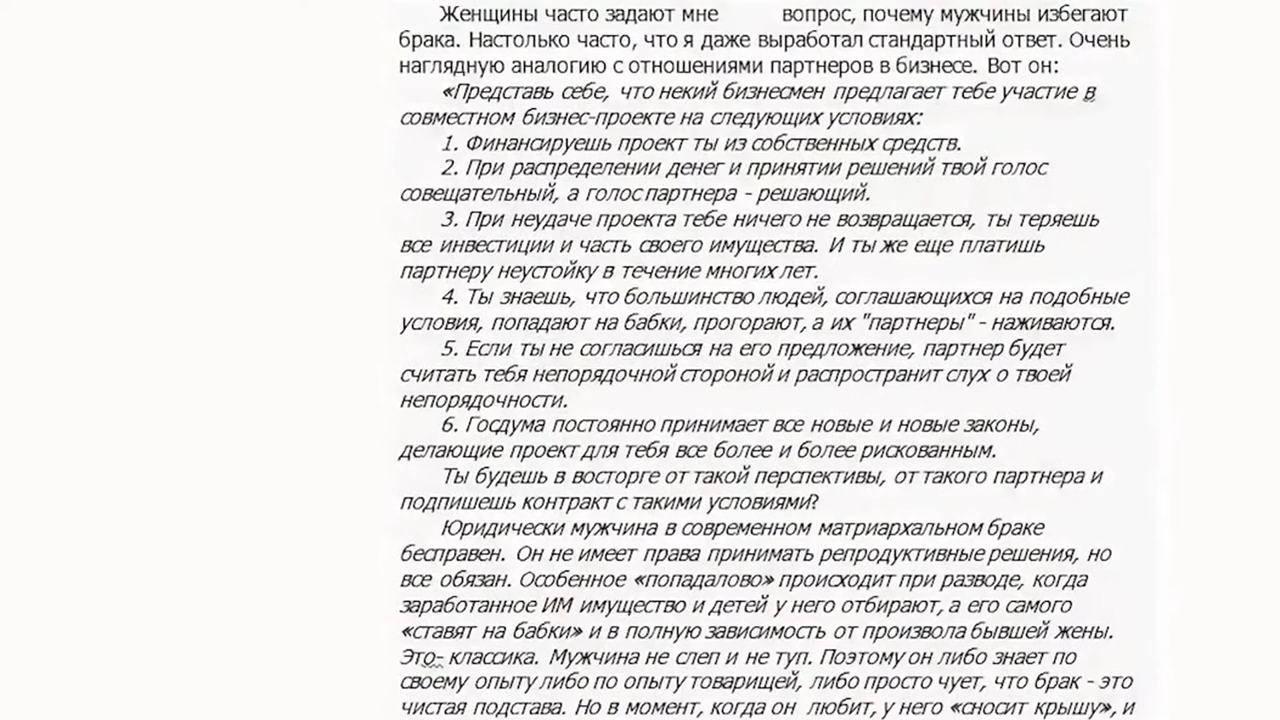 Женщины часто задают мне вопрос, почему мужчины избегают
брака. Настолько часто, что я даже выработал стандартный ответ. Очень
наглядную аналогию с отношениями партнеров в бизнесе. Вот он:
«Представь себе, что некий бизнесмен предлагает тебе участие в
совместном бизнес-проекте на следующих условиях:
1. Финансируешь проект ты из собственных средств.
2. При распределении денег и принятии решений твой голос
совещательный, а голос партнера - решающий.
3. При неудаче проекта тебе ничего не возвращается, ты теряешь
все инвестиции и часть своего имущества. И ты же еще платишь
партнеру неустойку в течение многих лет.
4. Ты знаешь, что большинство людей, соглашающихся на подобные
условия, попадают на бабки, прогорают, а их "партнеры" - наживаются.
5. Если ты не согласишься на его предложение, партнер будет
считать тебя непорядочной стороной и распространит слух о твоей
непорядочности.
6. Госдума постоянно принимает все новые и новые законы,
делающие проект для тебя все более и более рискованным.
Ты будешь в восторге от такой перспективы, от такого партнера и
подпишешь контракт с такими условиями?
Юридически мужчина в современном матриархальном браке
бесправен. Он не имеет права принимать репродуктивные решения, но
все обязан. Особенное «попадалово» происходит при разводе, когда
заработанное ИМ имущество и детей у него отбирают, а его самого
«ставят на бабки» и в полную зависимость от произвола бывшей жены.
Это- классика. Мужчина не слеп и не туп. Поэтому он либо знает по
своему опыту либо по опыту товарищей, либо просто чует, что брак - это
чистая подстава. Но в момент, когда он любит, у него «сносит крышу», и